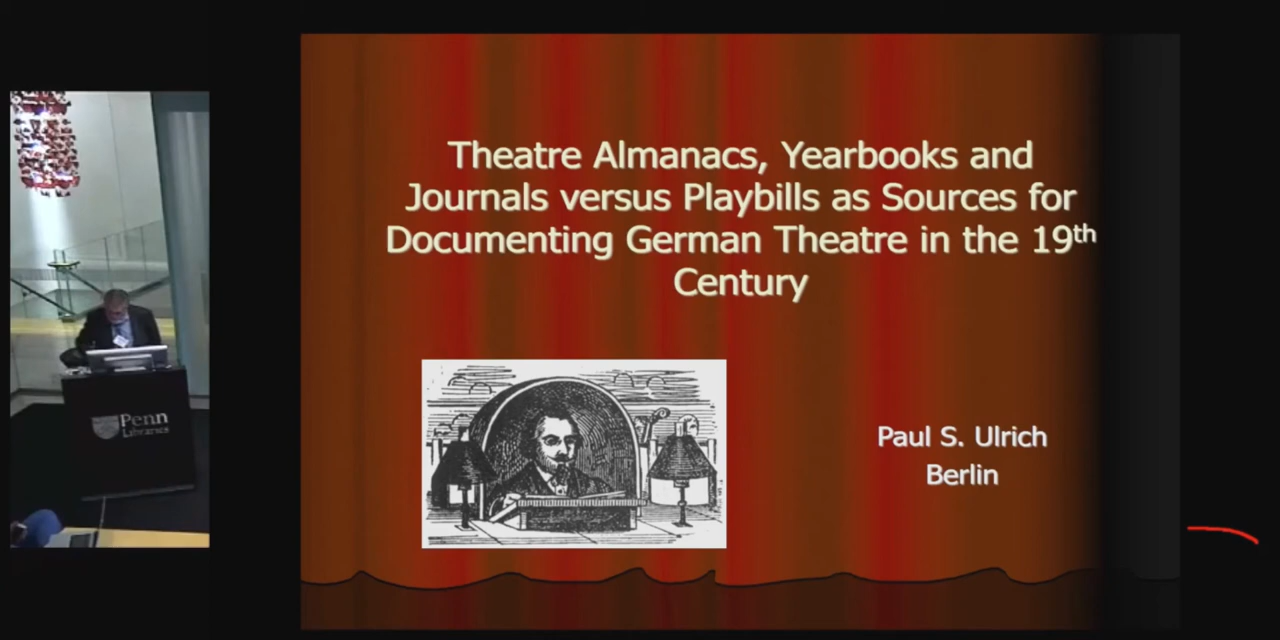 Theatre Almanacs, Yearbooks and
Journals versus Playbills as Sources for
Documenting German Theatre in the 19th
Century
Paul S. Ulrich
Berlin
Penn
Libraries